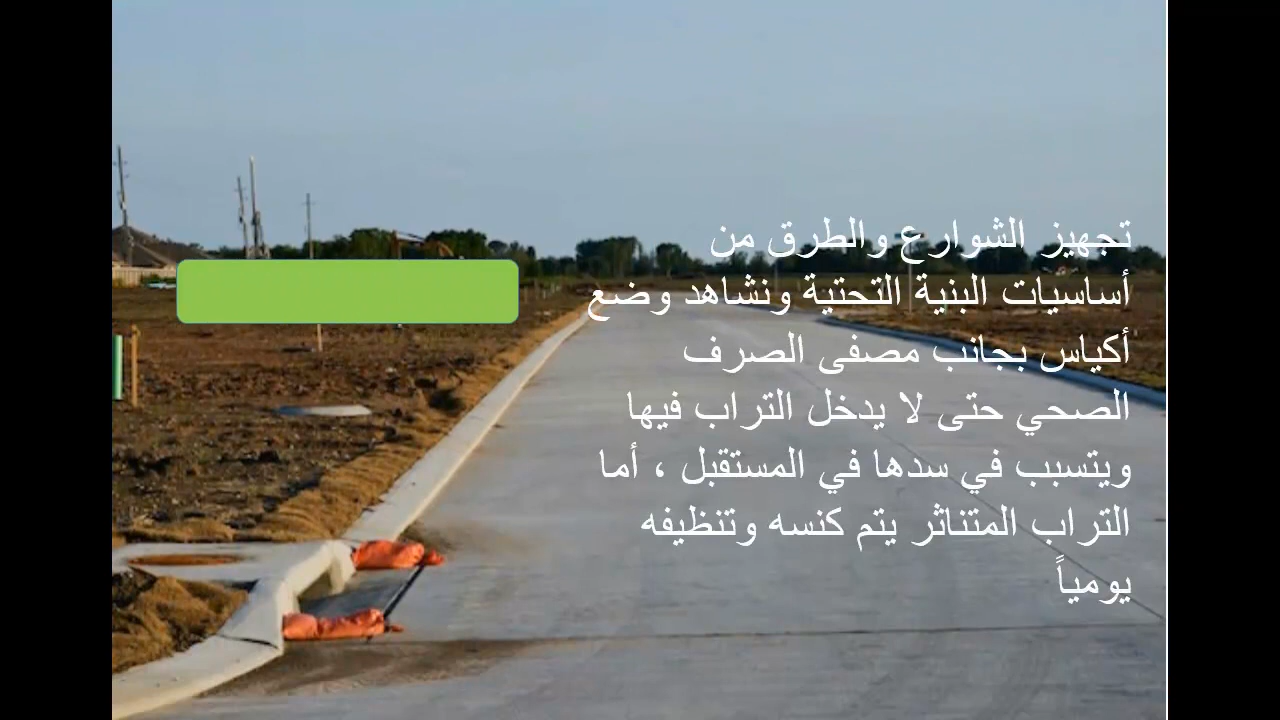 تجهيز الشوارع والطرق من
أساسيات البنية التحتية ونشاهد وضع
أكياس بجانب مصفى الصرف
الصحي حتى لا يدخل التراب فيها
ويتسبب في سدها في المستقبل ، أما
التراب المتناثر يتم كنسه وتنظيفه
يومياً